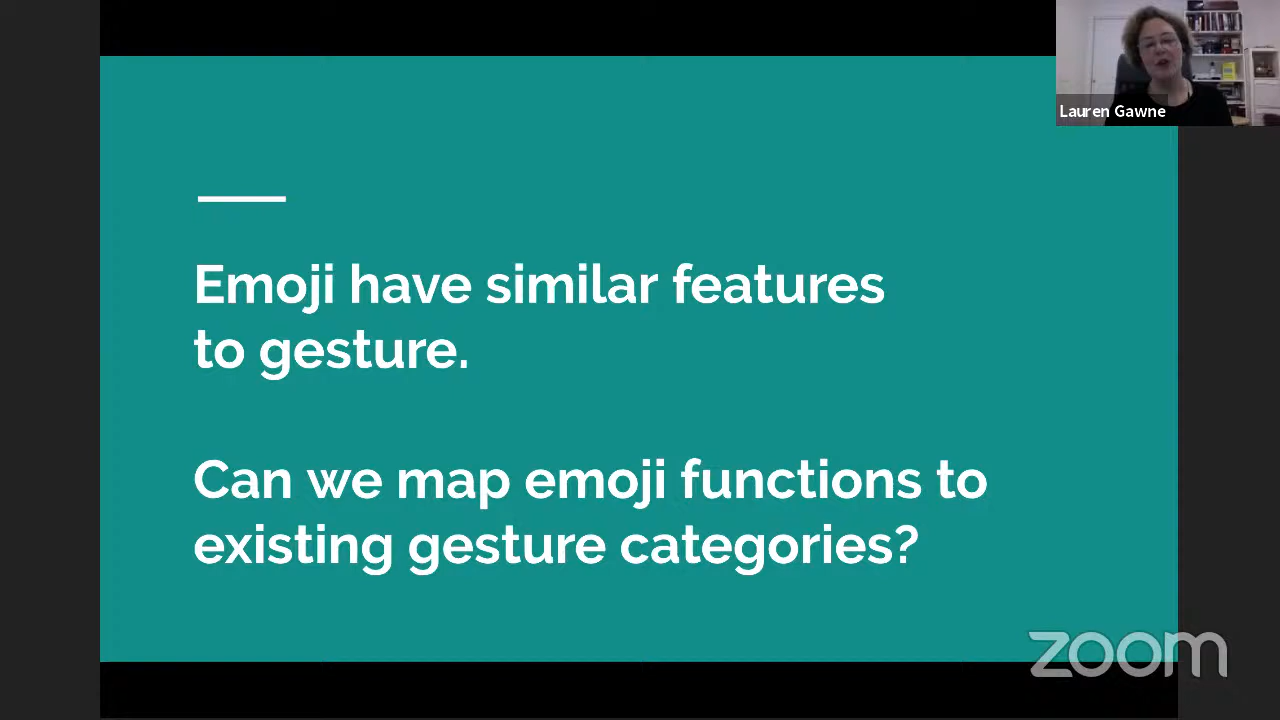 Lauren Gawne
Emoji have similar features
to gesture.
Can we map emoji functions to
existing gesture categories?
zoom